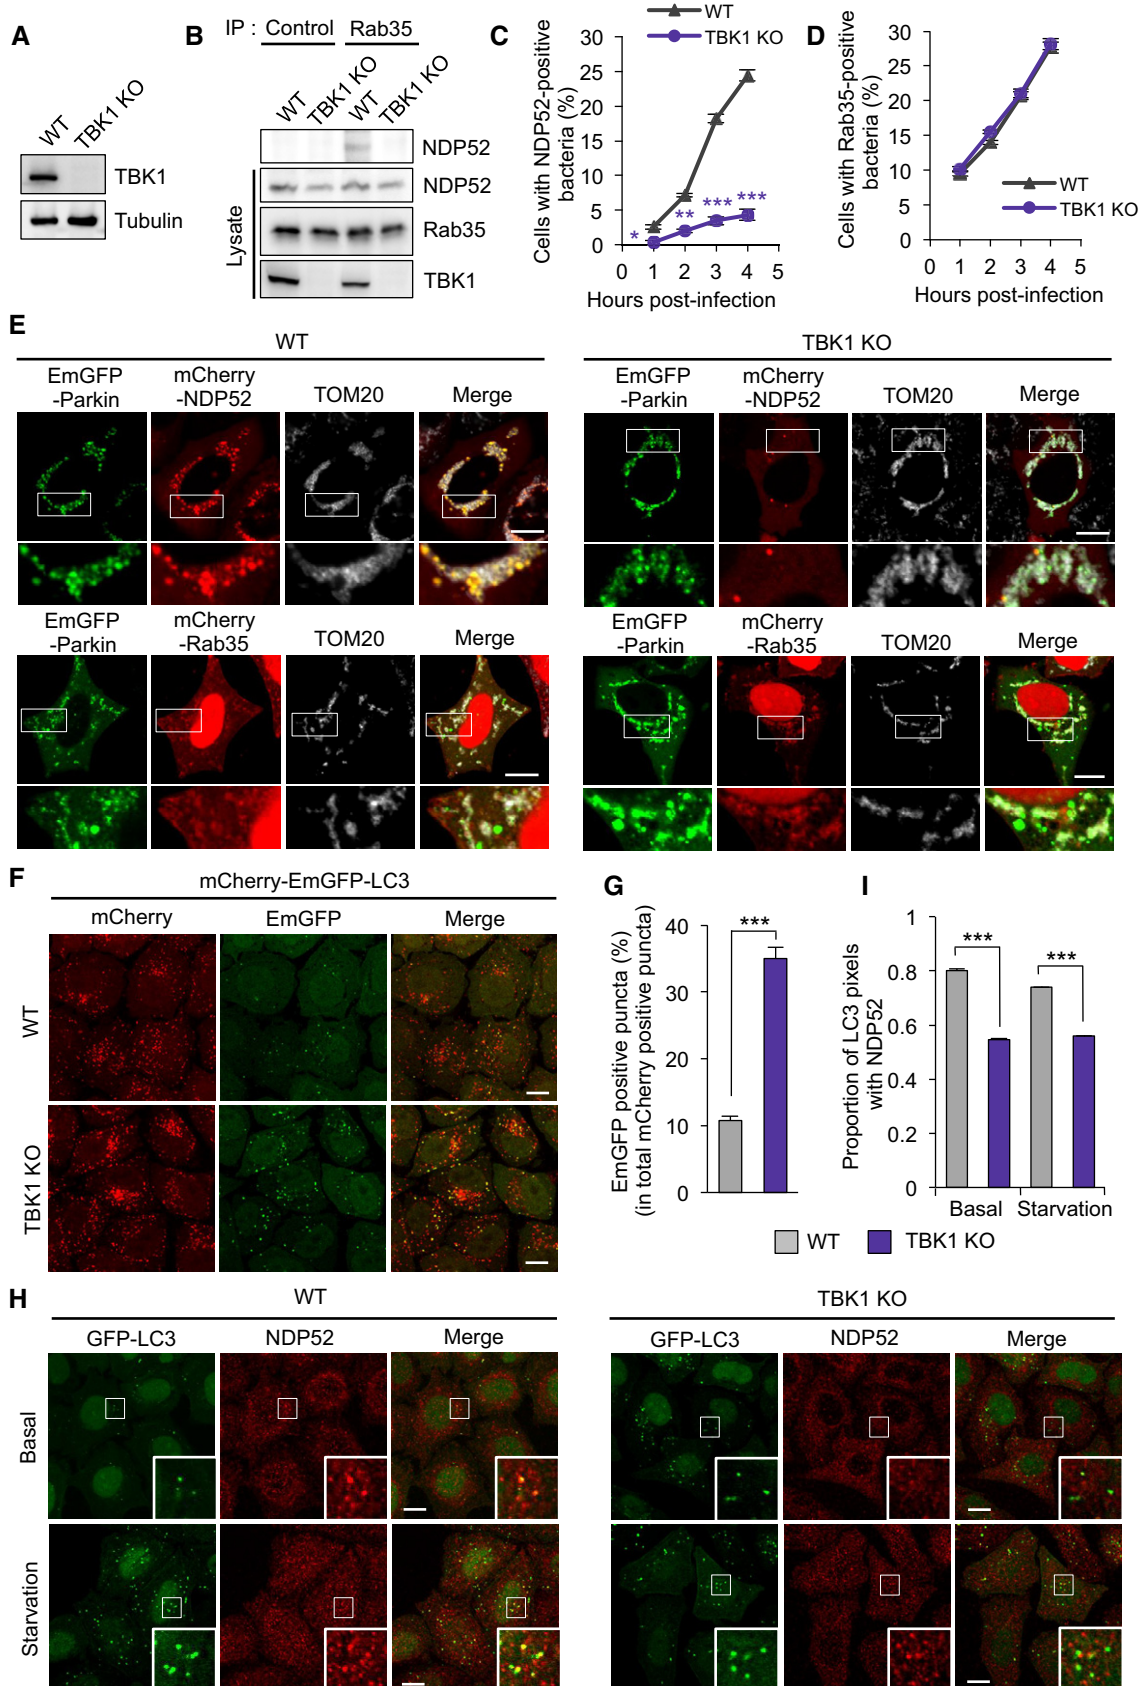 A
WT
TBK1 KO
TBK1
Tubulin
B
IP : Control Rab35
WT
TBK1 KO
WT
TBK1 KO
NDP52
NDP52
Rab35
TBK1
Lysate
C
WT
TBK1 KO
Cells with NDP52-positive
bacteria (%)
30
25
20
15
10
5
0
* ** *** ***
0 1 2 3 4 5
Hours post-infection
D
Cells with Rab35-positive
bacteria (%)
30
25
20
15
10
5
0
WT
TBK1 KO
0 1 2 3 4 5
Hours post-infection
E
WT
EmGFP
-Parkin
mCherry
-NDP52
TOM20
Merge
EmGFP
-Parkin
mCherry
-Rab35
TOM20
Merge
TBK1 KO
EmGFP
-Parkin
mCherry
-NDP52
TOM20
Merge
EmGFP
-Parkin
mCherry
-Rab35
TOM20
Merge
F
mCherry-EmGFP-LC3
mCherry EmGFP Merge
WT
TBK1 KO
G
EmGFP positive puncta (%)
(in total mCherry positive puncta)
40
30
20
10
0
***
I
Proportion of LC3 pixels
with NDP52
1
0.8
0.6
0.4
0.2
0
***
***
Basal Starvation
WT TBK1 KO
H
WT
GFP-LC3 NDP52 Merge
Basal
Starvation
TBK1 KO
GFP-LC3 NDP52 Merge